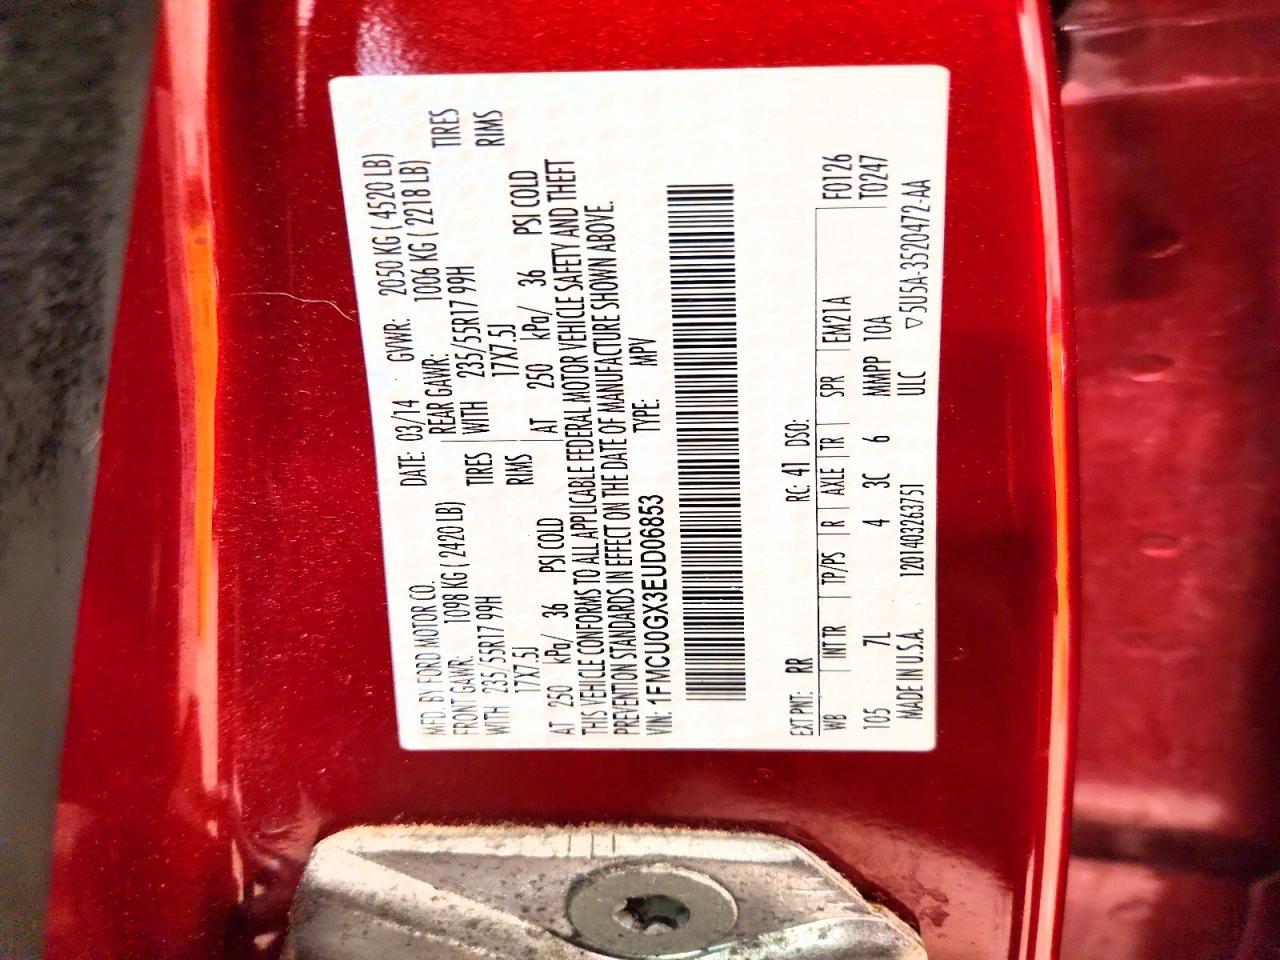 MFD. BY FORD MOTOR CO. DATE: 03/14 GVWR: 2050 KG ( 4520 LB)
FRONT GAWR: 1098 KG ( 2420 LB) REAR GAWR: 1006 KG ( 2218 LB)
WITH 235/55R17 99H TIRES WITH 235/55R17 99H TIRES
17X7.5J RIMS 17X7.5J RIMS
AT 250 kPa/ 36 PSI COLD AT 250 kPa/ 36 PSI COLD
THIS VEHICLE CONFORMS TO ALL APPLICABLE FEDERAL MOTOR VEHICLE SAFETY AND THEFT
PREVENTION STANDARDS IN EFFECT ON THE DATE OF MANUFACTURE SHOWN ABOVE.
VIN: 1FMCU0GX3EUD06853 TYPE: MPV
EXT PNT: RR RC: 41 DSO:
WB INT TR TP/PS R AXLE TR SPR EM21A F0126
105 7L 4 3C 6 MMPP 10A T0247
MADE IN U.S.A. 1201403263751 ULC ▽5U5A-3520472-AA